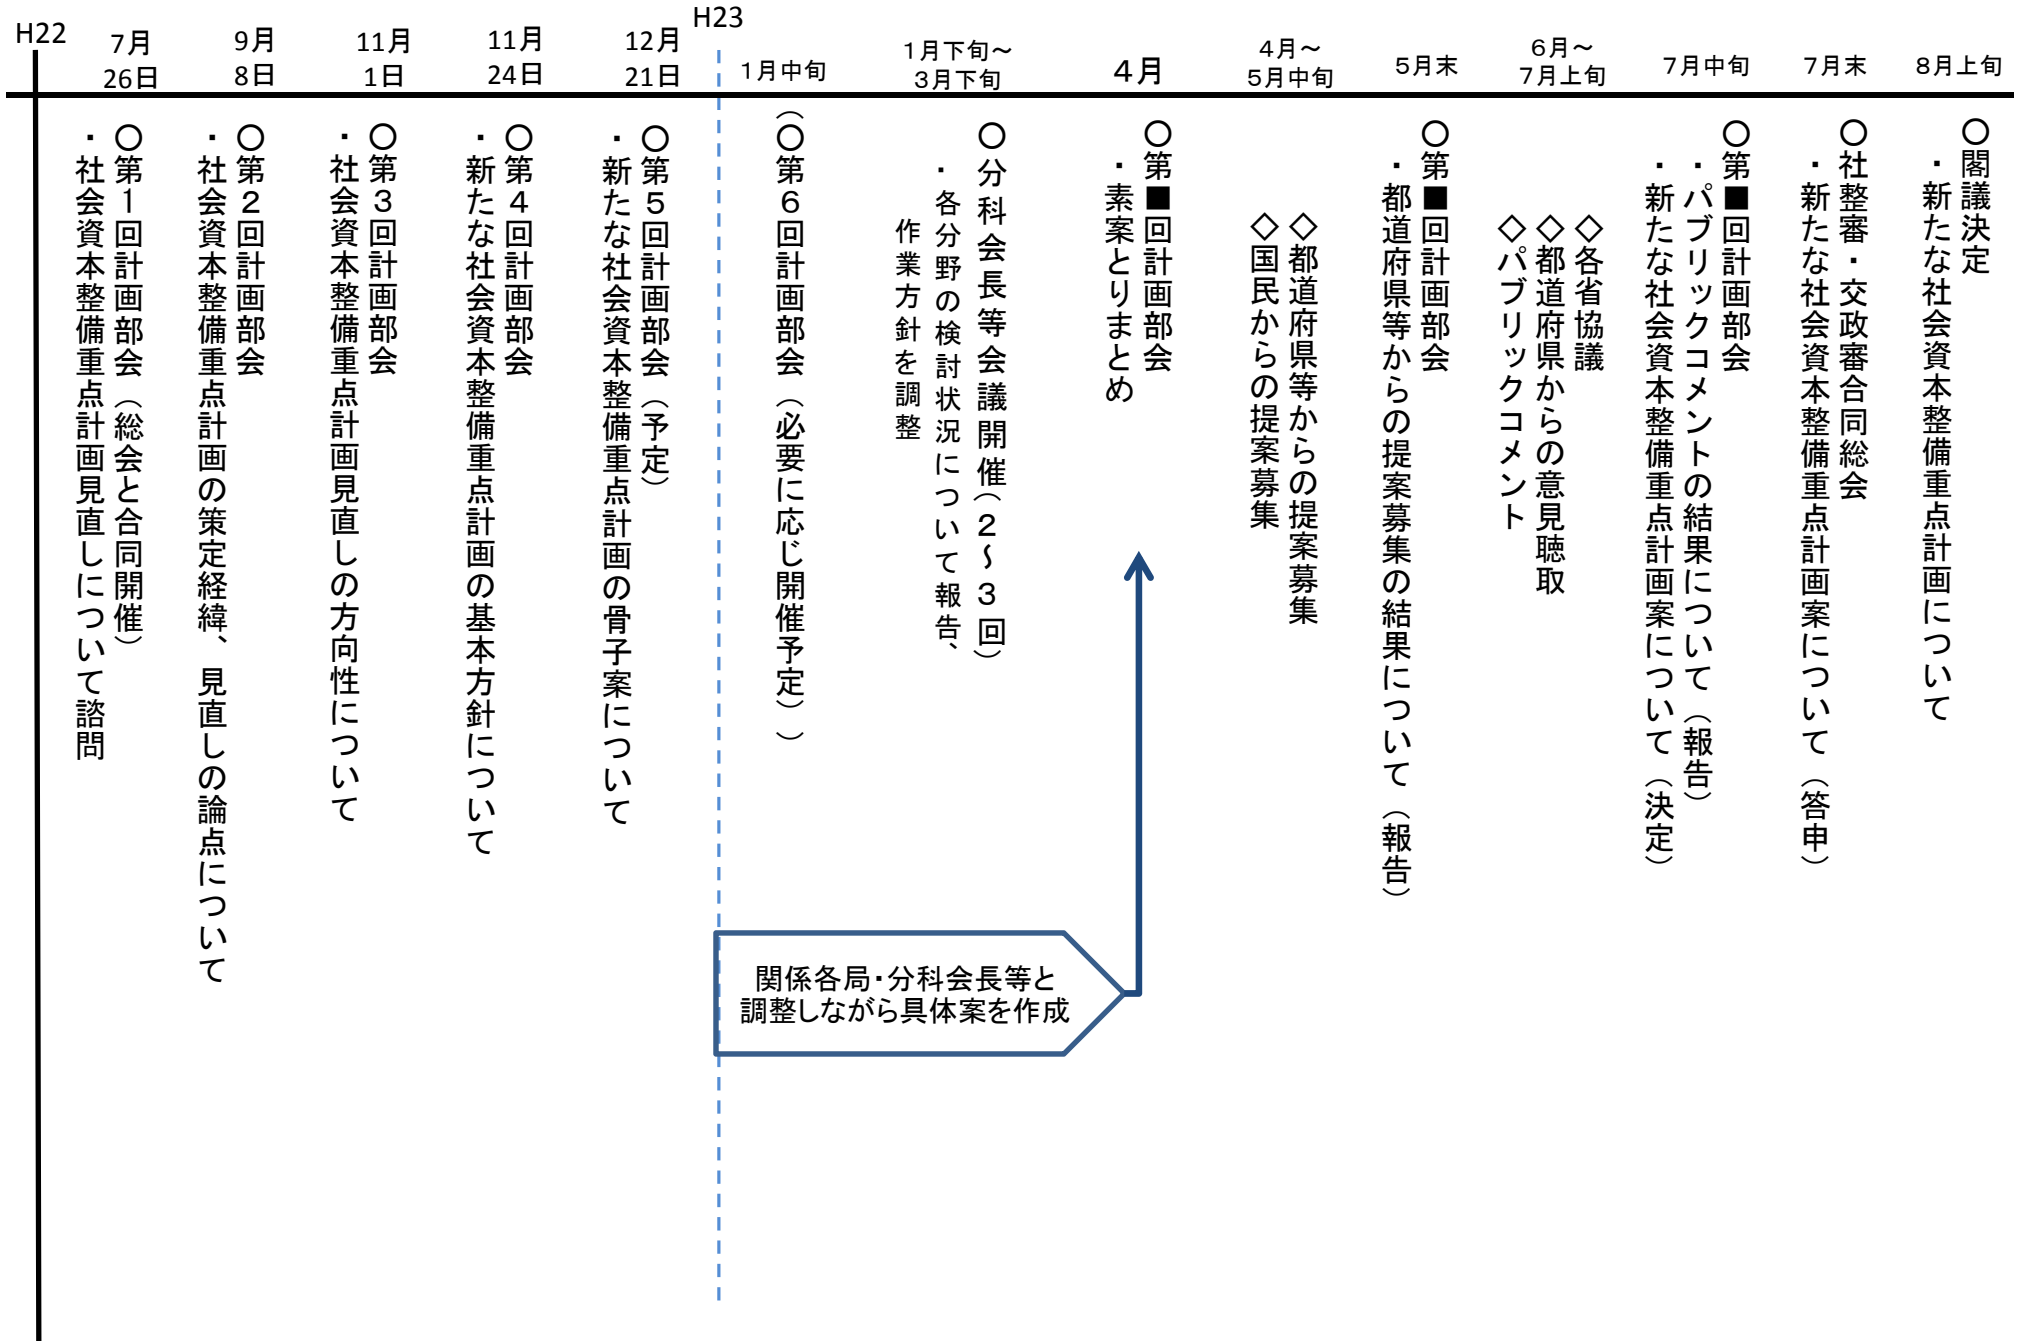 H22
7月
26日
〇第1回計画部会（総会と合同開催）
・社会資本整備重点計画見直しについて諮問
9月
8日
〇第2回計画部会
・社会資本整備重点計画の策定経緯、見直しの論点について
11月
1日
〇第3回計画部会
・社会資本整備重点計画見直しの方向性について
11月
24日
〇第4回計画部会
・新たな社会資本整備重点計画の基本方針について
12月
21日
〇第5回計画部会（予定）
・新たな社会資本整備重点計画の骨子案について
H23
1月中旬
（〇第6回計画部会（必要に応じ開催予定））
1月下旬～
3月下旬
〇分科会長等会議開催（2～3回）
・各分野の検討状況について報告、
作業方針を調整
4月
〇第■回計画部会
・素案とりまとめ
4月～
5月中旬
◇都道府県等からの提案募集
◇国民からの提案募集
5月末
〇第■回計画部会
・都道府県等からの提案募集の結果について（報告）
6月～
7月上旬
◇各省協議
◇都道府県からの意見聴取
◇パブリックコメント
7月中旬
〇第■回計画部会
・パブリックコメントの結果について（報告）
・新たな社会資本整備重点計画案について（決定）
7月末
〇社整審・交政審合同総会
・新たな社会資本整備重点計画案について（答申）
8月上旬
〇閣議決定
・新たな社会資本整備重点計画について
関係各局・分科会長等と
調整しながら具体案を作成